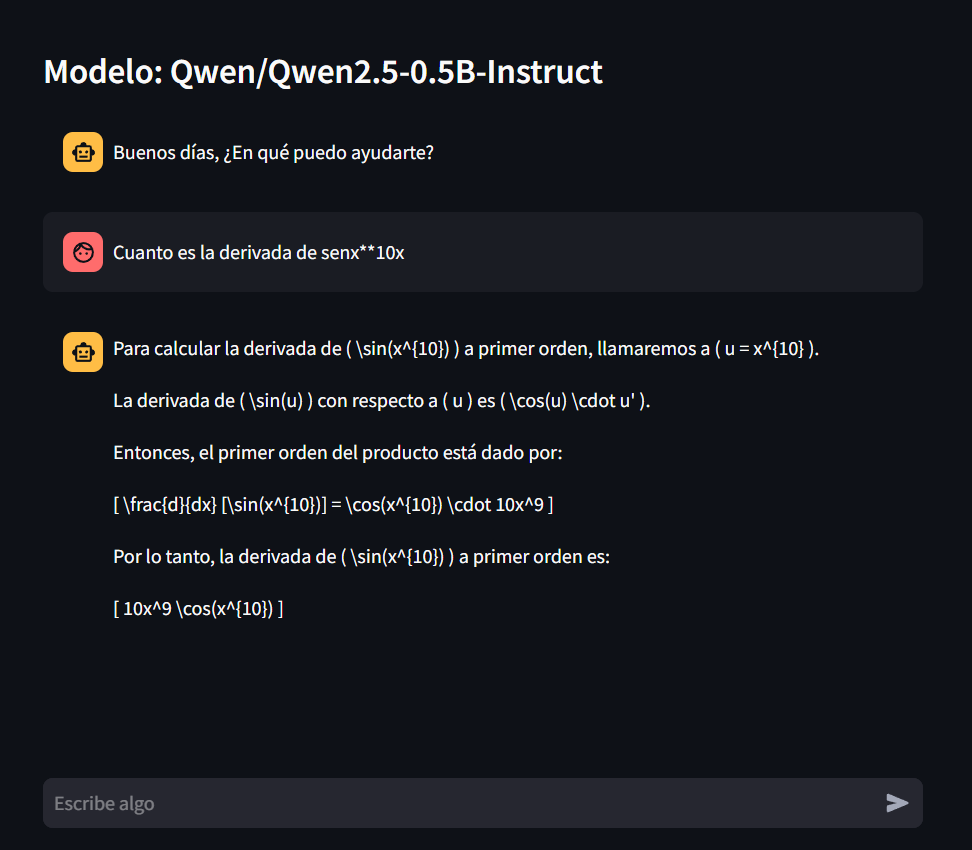 Modelo: Qwen/Qwen2.5-0.5B-Instruct
Buenos días, ¿En qué puedo ayudarte?
Cuanto es la derivada de senx**10x
Para calcular la derivada de ( \sin(x^{10}) ) a primer orden, llamaremos a ( u = x^{10} ).
La derivada de ( \sin(u) ) con respecto a ( u ) es ( \cos(u) \cdot u' ).
Entonces, el primer orden del producto está dado por:
[ \frac{d}{dx} [\sin(x^{10})] = \cos(x^{10}) \cdot 10x^9 ]
Por lo tanto, la derivada de ( \sin(x^{10}) ) a primer orden es:
[ 10x^9 \cos(x^{10}) ]
Escribe algo